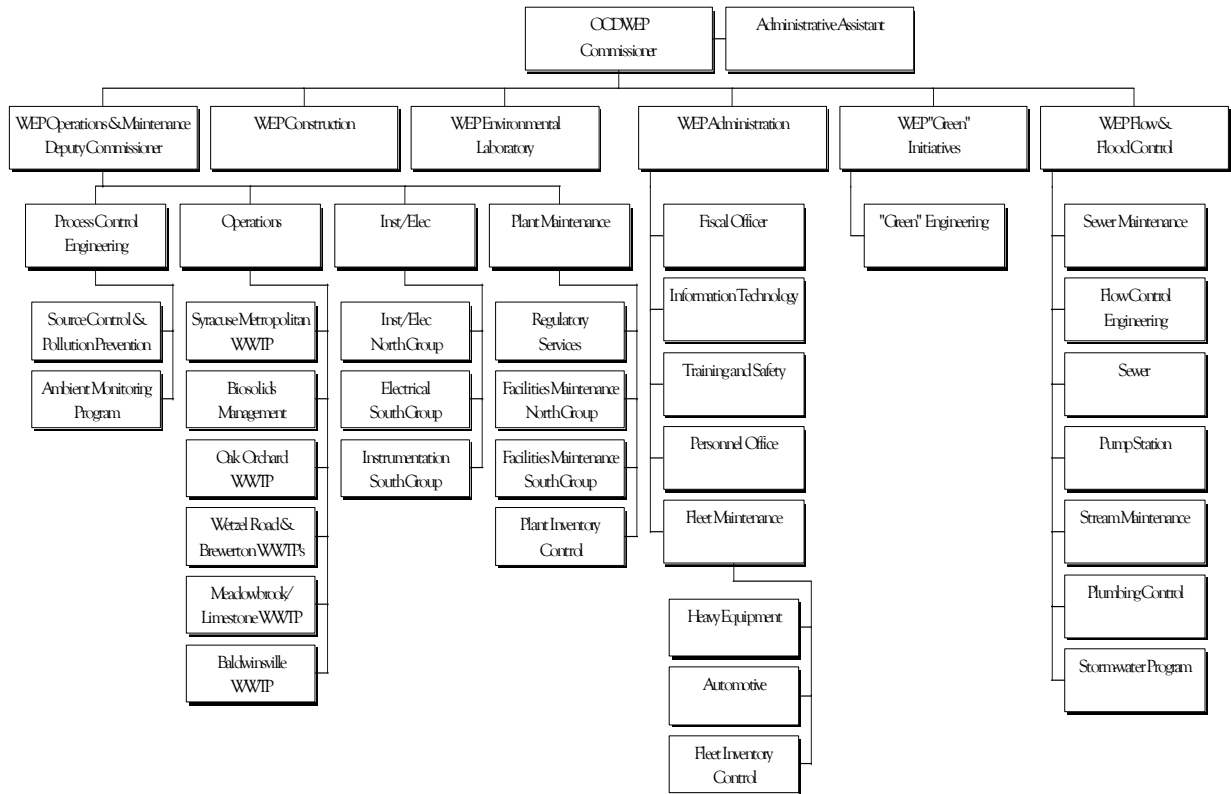 OCDWEP
Commissioner
Administrative Assistant
WEP Operations & Maintenance
Deputy Commissioner
WEP Construction
WEP Environmental
Laboratory
WEP Administration
WEP "Green"
Initiatives
WEP Flow &
Flood Control
Process Control
Engineering
Operations
Inst/Elec
Plant Maintenance
Fiscal Officer
"Green" Engineering
Sewer Maintenance
Source Control &
Pollution Prevention
Ambient Monitoring
Program
Syracuse Metropolitan
WWTP
Biosolids
Management
Oak Orchard
WWTP
Wetzel Road &
Brewerton WWTP's
Meadowbrook/
Limestone WWTP
Baldwinsville
WWTP
Inst/Elec
North Group
Electrical
South Group
Instrumentation
South Group
Regulatory
Services
Facilities Maintenance
North Group
Facilities Maintenance
South Group
Plant Inventory
Control
Information Technology
Training and Safety
Personnel Office
Fleet Maintenance
Heavy Equipment
Automotive
Fleet Inventory
Control
Flow Control
Engineering
Sewer
Pump Station
Stream Maintenance
Plumbing Control
Storm-water Program